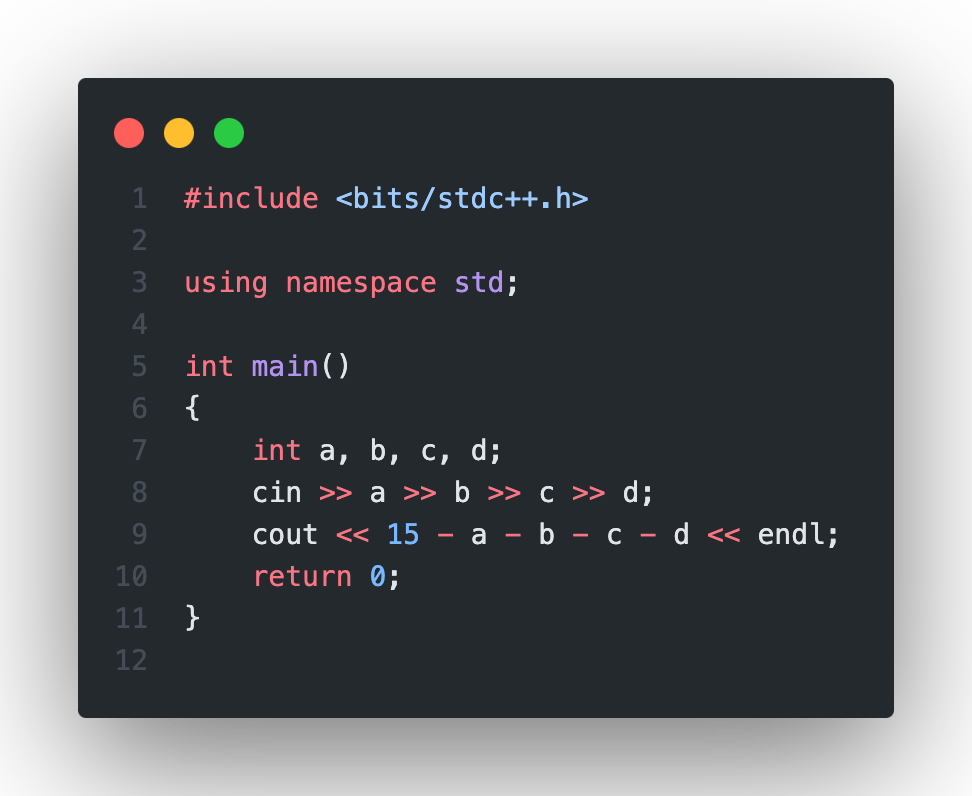 1 #include <bits/stdc++.h>
2
3 using namespace std;
4
5 int main()
6 {
7     int a, b, c, d;
8     cin >> a >> b >> c >> d;
9     cout << 15 - a - b - c - d << endl;
10     return 0;
11 }
12